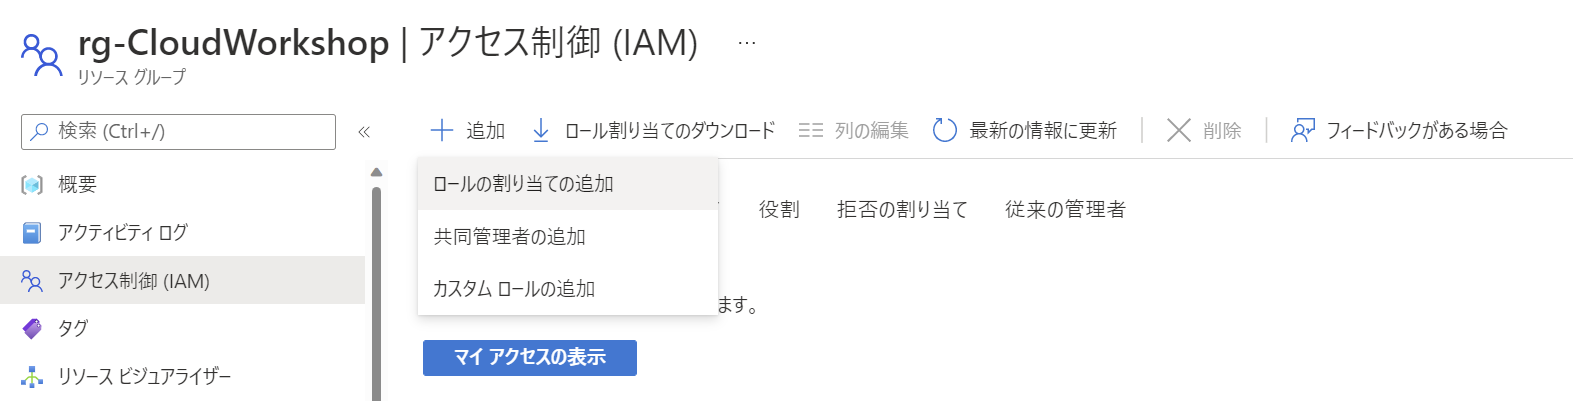 rg-CloudWorkshop | アクセス制御 (IAM) ...
リソース グループ
検索 (Ctrl+/) «
追加 ロール割り当てのダウンロード 列の編集 最新の情報に更新 削除 フィードバックがある場合
概要
アクティビティ ログ
アクセス制御 (IAM)
タグ
リソース ビジュアライザー
ロールの割り当ての追加
共同管理者の追加
カスタム ロールの追加
役割 拒否の割り当て 従来の管理者
ます。
マイ アクセスの表示